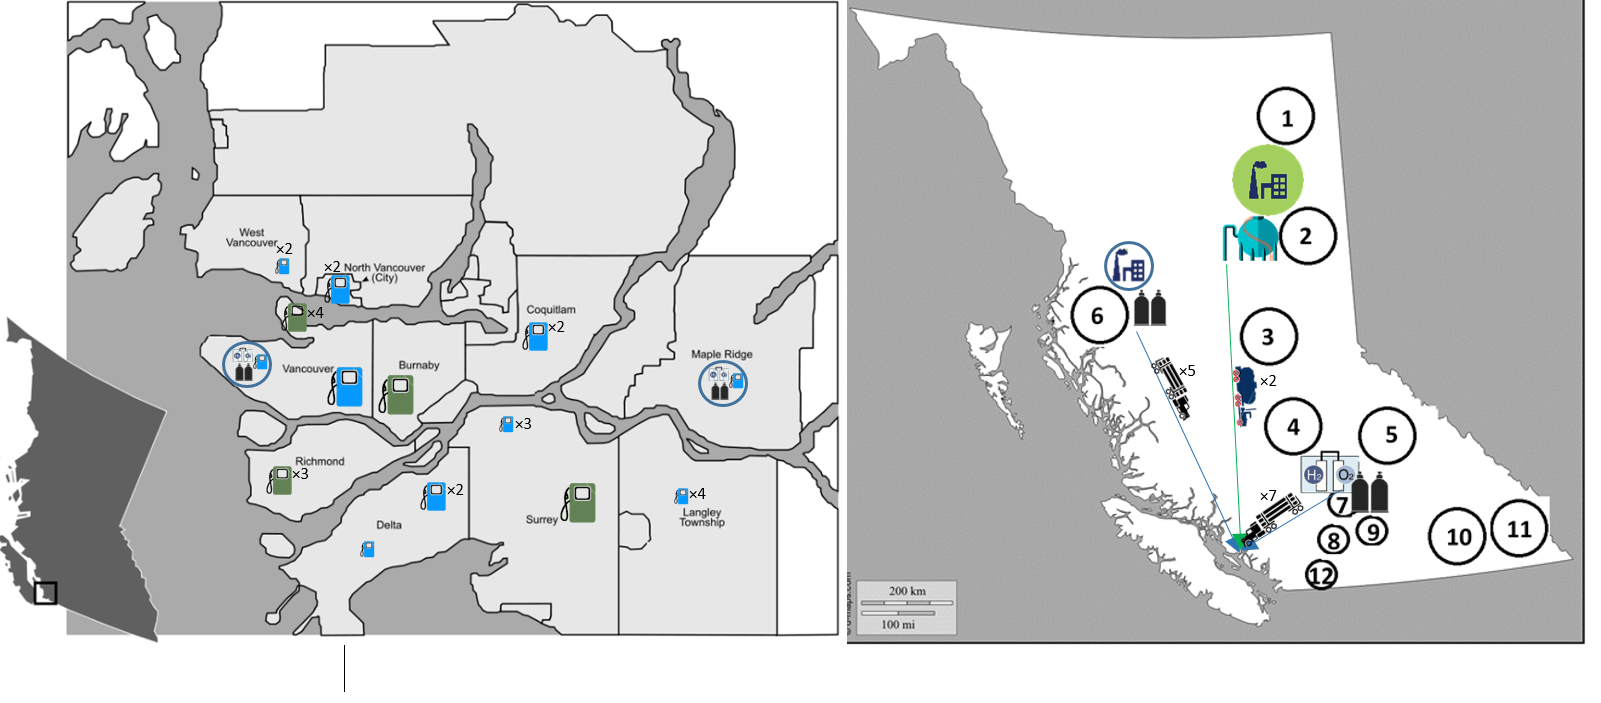 West
Vancouver
×2
×2
North Vancouver
(City)
×4
Coquitlam
×2
Vancouver
Burnaby
Maple Ridge
×3
Richmond
×3
×2
Delta
Surrey
×4
Langley
Township
1
2
3
×2
4
5
6
×5
H₂
O₂
×7
7
8
9
10
11
12
200 km
100 mi